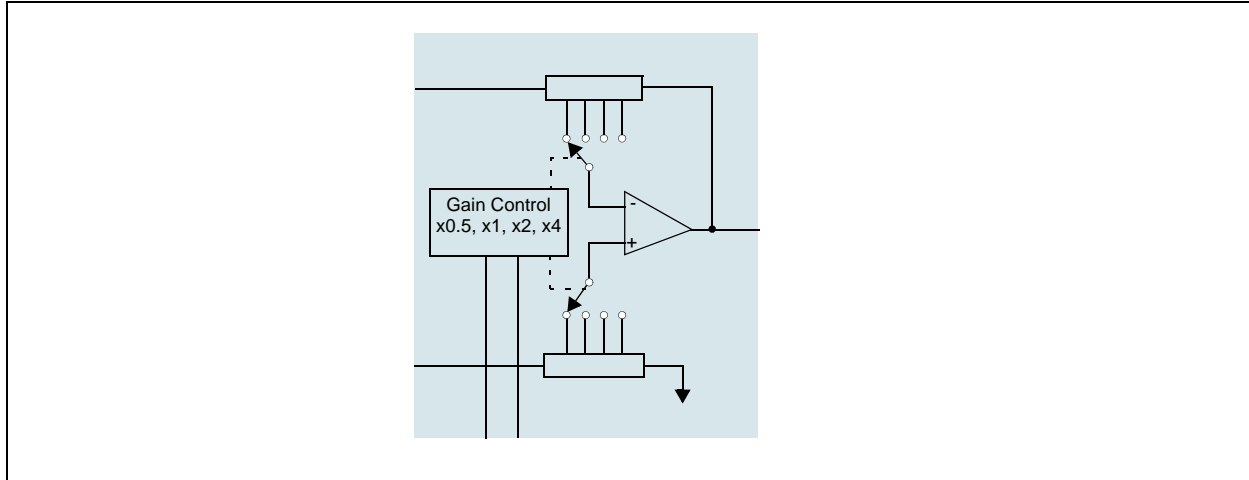 Gain Control
x0.5, x1, x2, x4
-
+